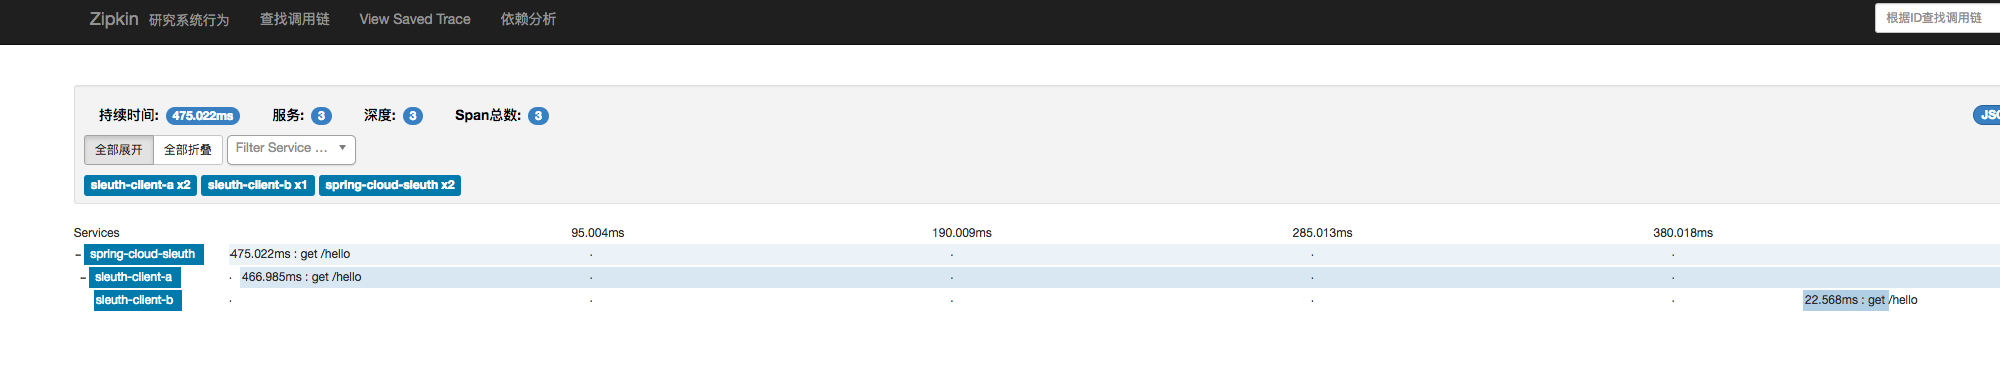 Zipkin 研究系统行为 查找调用链 View Saved Trace 依赖分析 根据ID查找调用链
持续时间: 475.022ms 服务: 3 深度: 3 Span总数: 3
全部展开 全部折叠 Filter Service ...
sleuth-client-a x2 sleuth-client-b x1 spring-cloud-sleuth x2
Services 95.004ms 190.009ms 285.013ms 380.018ms
- spring-cloud-sleuth 475.022ms : get /hello
- sleuth-client-a 466.985ms : get /hello
sleuth-client-b 22.568ms : get /hello